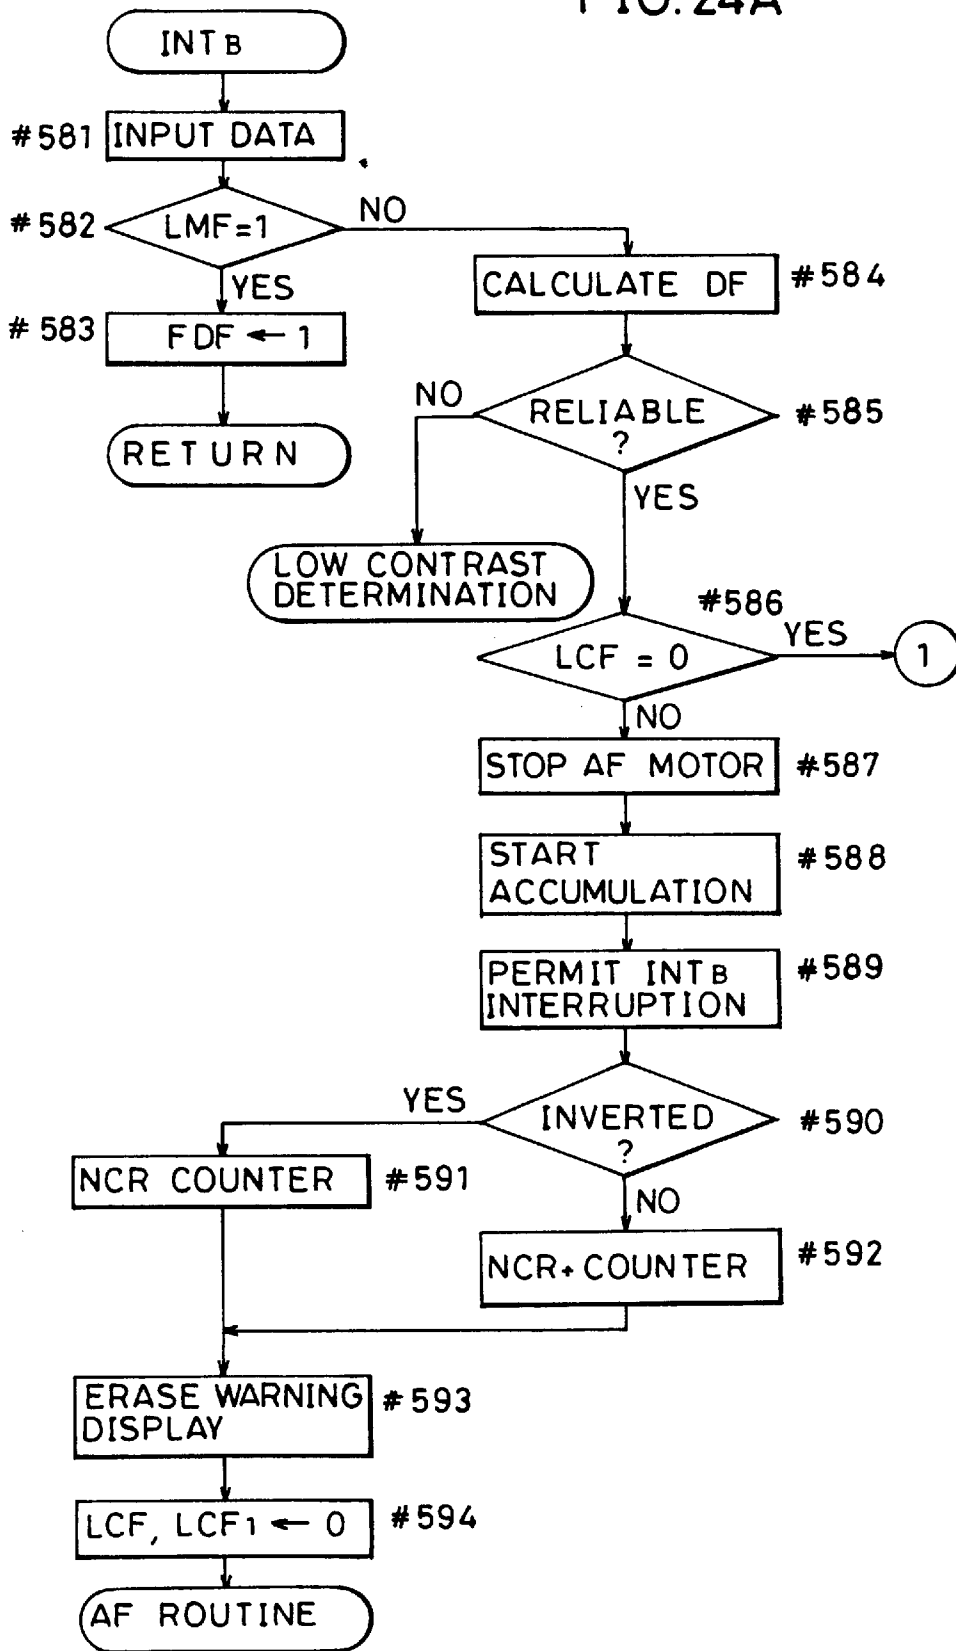 FIG. 24A
INTB
#581 INPUT DATA
#582 LMF=1
NO
YES
CALCULATE DF #584
#583 FDF ← 1
RETURN
NO
RELIABLE
?
#585
YES
LOW CONTRAST
DETERMINATION
#586
LCF = 0
YES
1
NO
STOP AF MOTOR #587
START
ACCUMULATION
#588
PERMIT INTB
INTERRUPTION
#589
YES
INVERTED
?
#590
NCR COUNTER #591
NO
NCR+COUNTER #592
ERASE WARNING
DISPLAY
#593
LCF, LCF1 ← 0 #594
AF ROUTINE